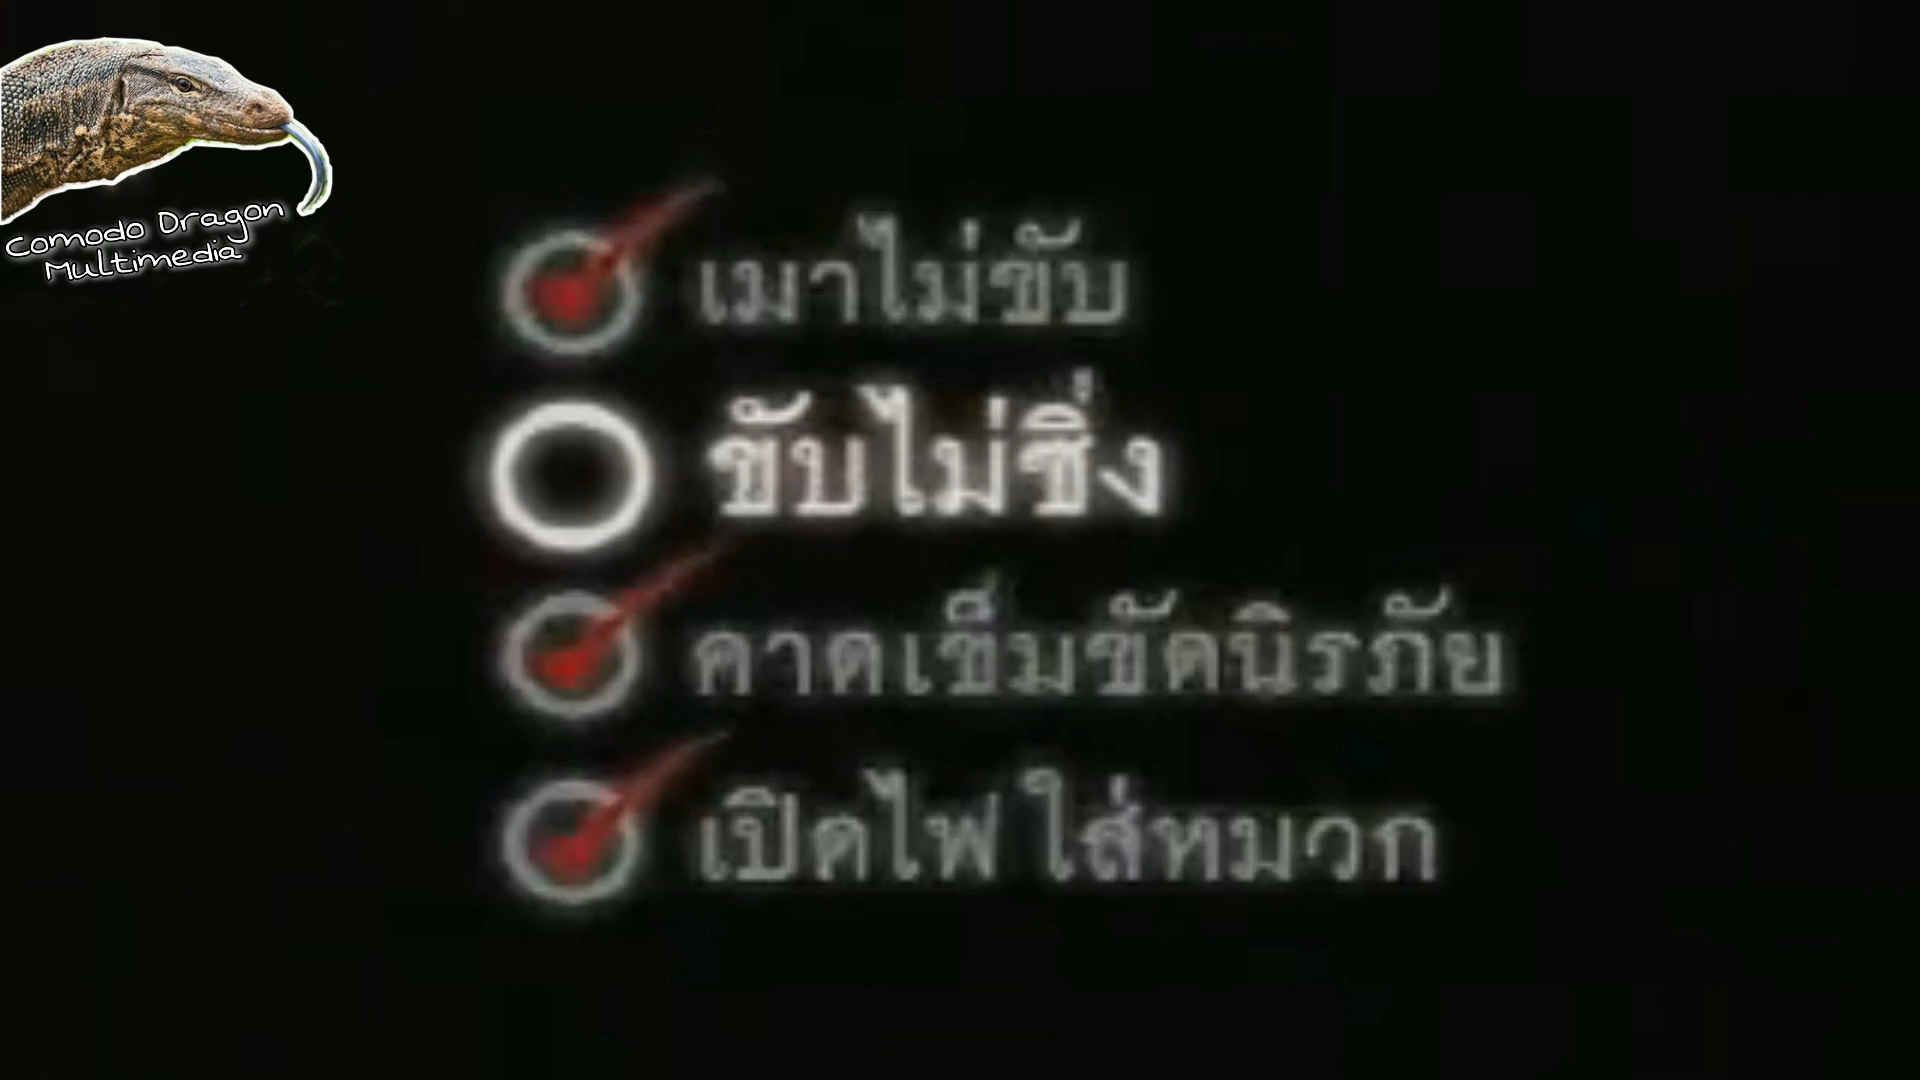 Comodo Dragon
Multimedia
เมาไม่ขับ
ขับไม่ซิ่ง
คาดเข็มขัดนิรภัย
เปิดไฟ ใส่หมวก